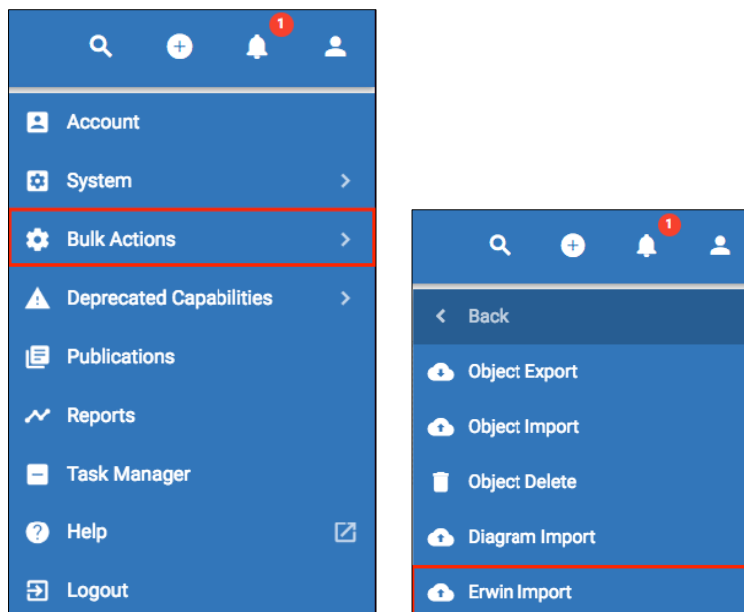 1
Account
System
Bulk Actions
Deprecated Capabilities
Publications
Reports
Task Manager
Help
Logout
1
Back
Object Export
Object Import
Object Delete
Diagram Import
Erwin Import